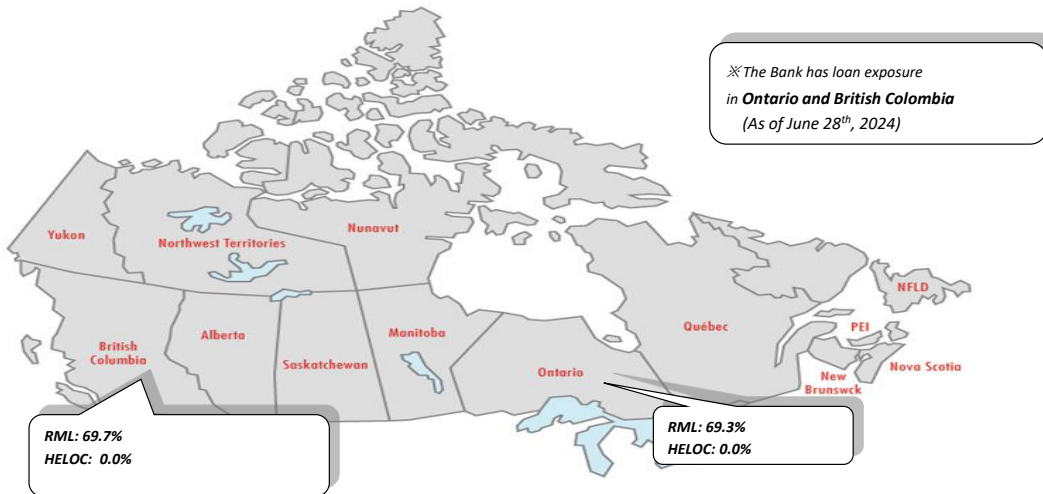 ※ The Bank has loan exposure
in Ontario and British Colombia
(As of June 28th, 2024)
Yukon
Northwest Territories
Nunavut
British
Columbia
Alberta
Saskatchewan
Manitoba
Ontario
Québec
NFLD
PEI
Nova Scotia
New
Brunswck
RML: 69.7%
HELOC: 0.0%
RML: 69.3%
HELOC: 0.0%